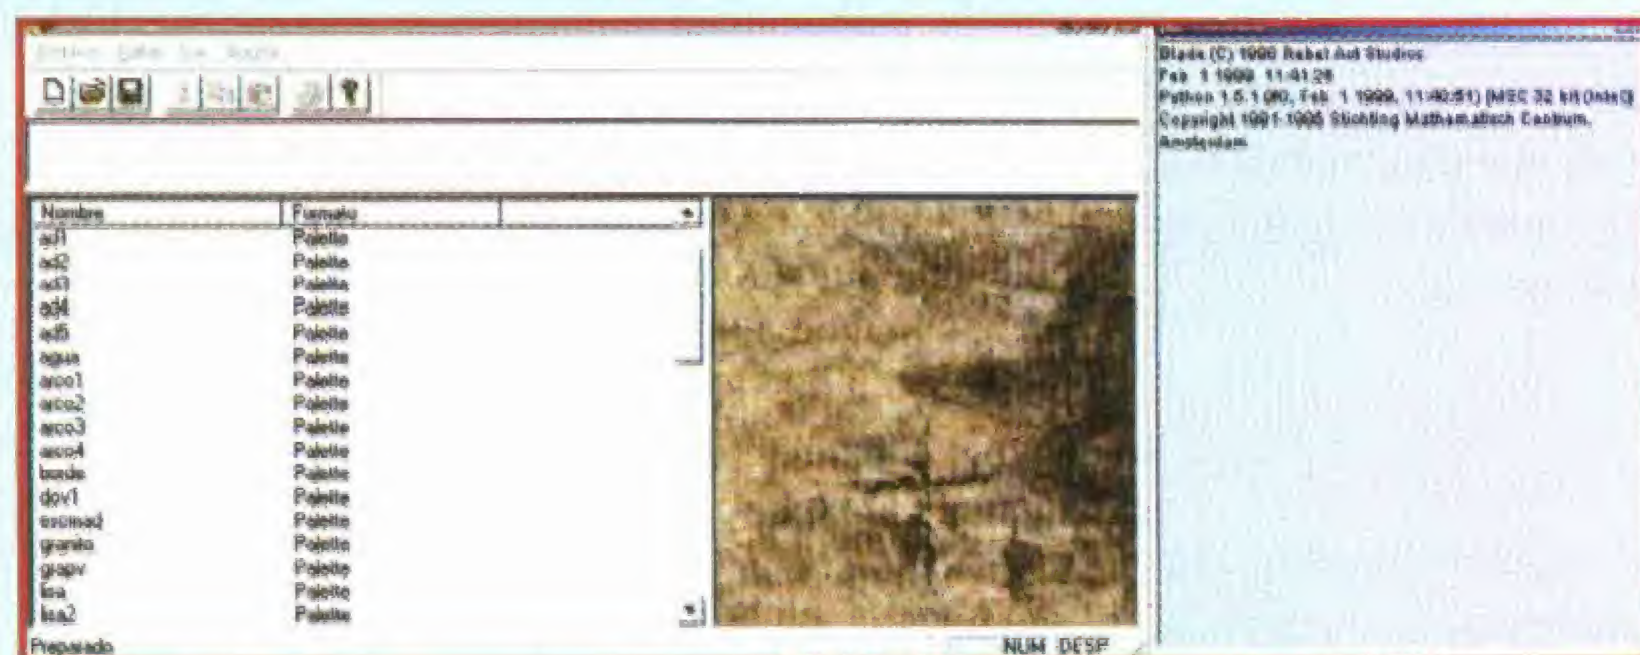 Nombre Formato
ad1 Palette
ad2 Palette
ad3 Palette
ad4 Palette
ad5 Palette
agua Palette
arco1 Palette
arco2 Palette
arco3 Palette
arco4 Palette
borde Palette
dov1 Palette
Palette
granito Palette
grapv Palette
lisa Palette
lisa2 Palette
Preparado NUM DESP
Blade (C) 1998 Rebel Act Studios
Feb 1 1999 11:41:26
Python 1.5.1 (#0, Feb 1 1999, 11:40:51) [MSC 32 bit (Intel)]
Copyright 1991-1995 Stichting Mathematisch Centrum,
Amsterdam